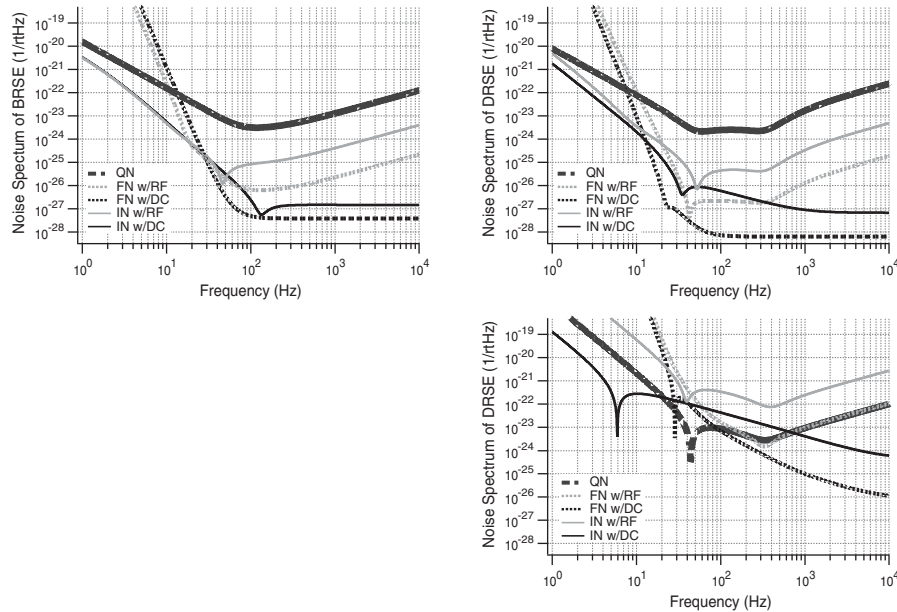 Noise Spectum of BRSE (1/rtHz)
10^-19
10^-20
10^-21
10^-22
10^-23
10^-24
10^-25
10^-26
10^-27
10^-28
QN
FN w/RF
FN w/DC
IN w/RF
IN w/DC
10^0
10^1
10^2
10^3
10^4
Frequency (Hz)
Noise Spectrum of DRSE (1/rtHz)
10^-19
10^-20
10^-21
10^-22
10^-23
10^-24
10^-25
10^-26
10^-27
10^-28
QN
FN w/RF
FN w/DC
IN w/RF
IN w/DC
10^0
10^1
10^2
10^3
10^4
Frequency (Hz)
Noise Spectrum of DRSE (1/rtHz)
10^-19
10^-20
10^-21
10^-22
10^-23
10^-24
10^-25
10^-26
10^-27
10^-28
QN
FN w/RF
FN w/DC
IN w/RF
IN w/DC
10^0
10^1
10^2
10^3
10^4
Frequency (Hz)